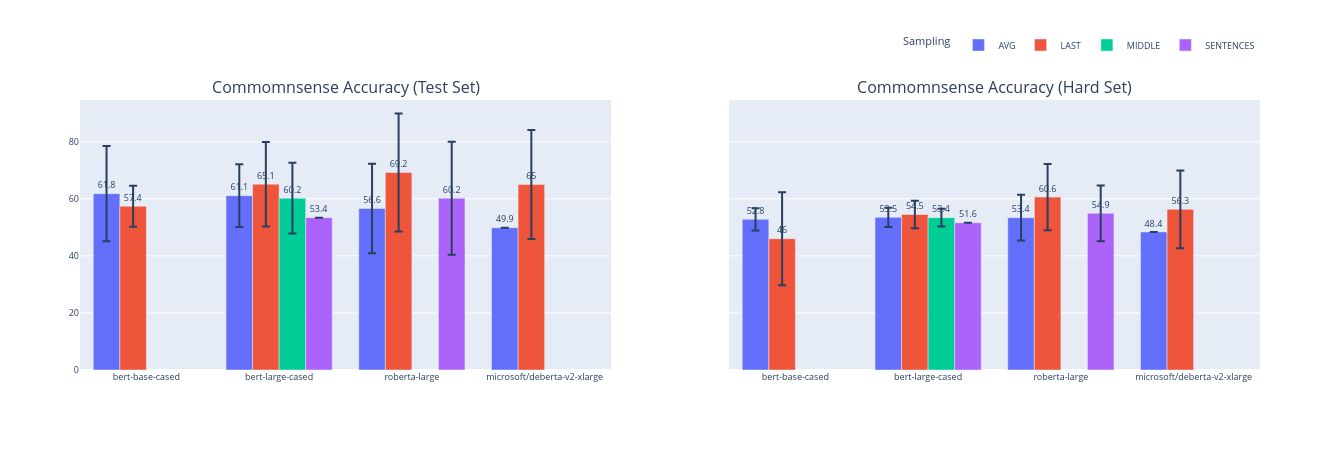 Sampling AVG LAST MIDDLE SENTENCES
Commomnsense Accuracy (Test Set)
Commomnsense Accuracy (Hard Set)
80
60
40
20
0
61.8
57.4
61.1
65.1
60.2
53.4
56.6
69.2
60.2
49.9
65
bert-base-cased
bert-large-cased
roberta-large
microsoft/deberta-v2-xlarge
52.8
46
53.5
54.5
53.4
51.6
53.4
60.6
54.9
48.4
56.3
bert-base-cased
bert-large-cased
roberta-large
microsoft/deberta-v2-xlarge